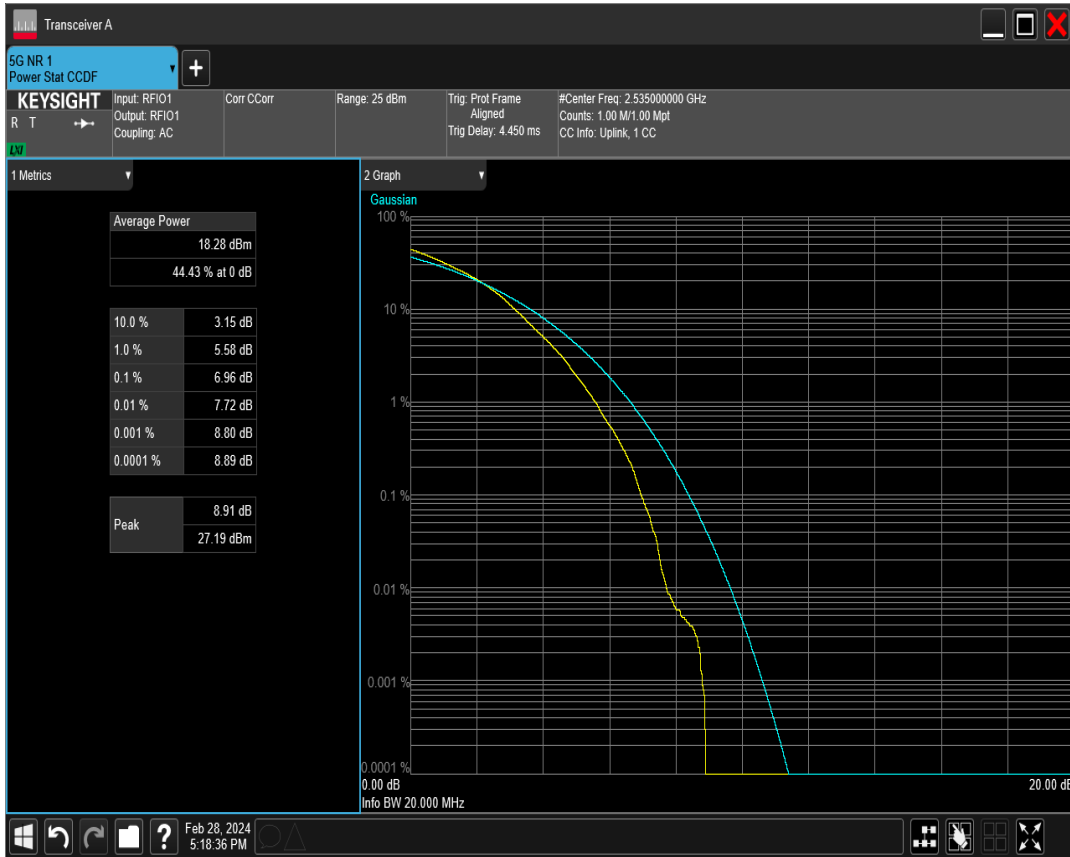 Transceiver A
5G NR 1
Power Stat CCDF
+
KEYSIGHT
R T
LXI
Input: RFIO1
Output: RFIO1
Coupling: AC
Corr CCorr
Range: 25 dBm
Trig: Prot Frame
Aligned
Trig Delay: 4.450 ms
#Center Freq: 2.535000000 GHz
Counts: 1.00 M/1.00 Mpt
CC Info: Uplink, 1 CC
1 Metrics
Average Power
18.28 dBm
44.43 % at 0 dB
10.0 % 3.15 dB
1.0 % 5.58 dB
0.1 % 6.96 dB
0.01 % 7.72 dB
0.001 % 8.80 dB
0.0001 % 8.89 dB
Peak
8.91 dB
27.19 dBm
2 Graph
Gaussian
100 %
10 %
1 %
0.1 %
0.01 %
0.001 %
0.0001 %
0.00 dB 20.00 dB
Info BW 20.000 MHz
?
Feb 28, 2024
5:18:36 PM